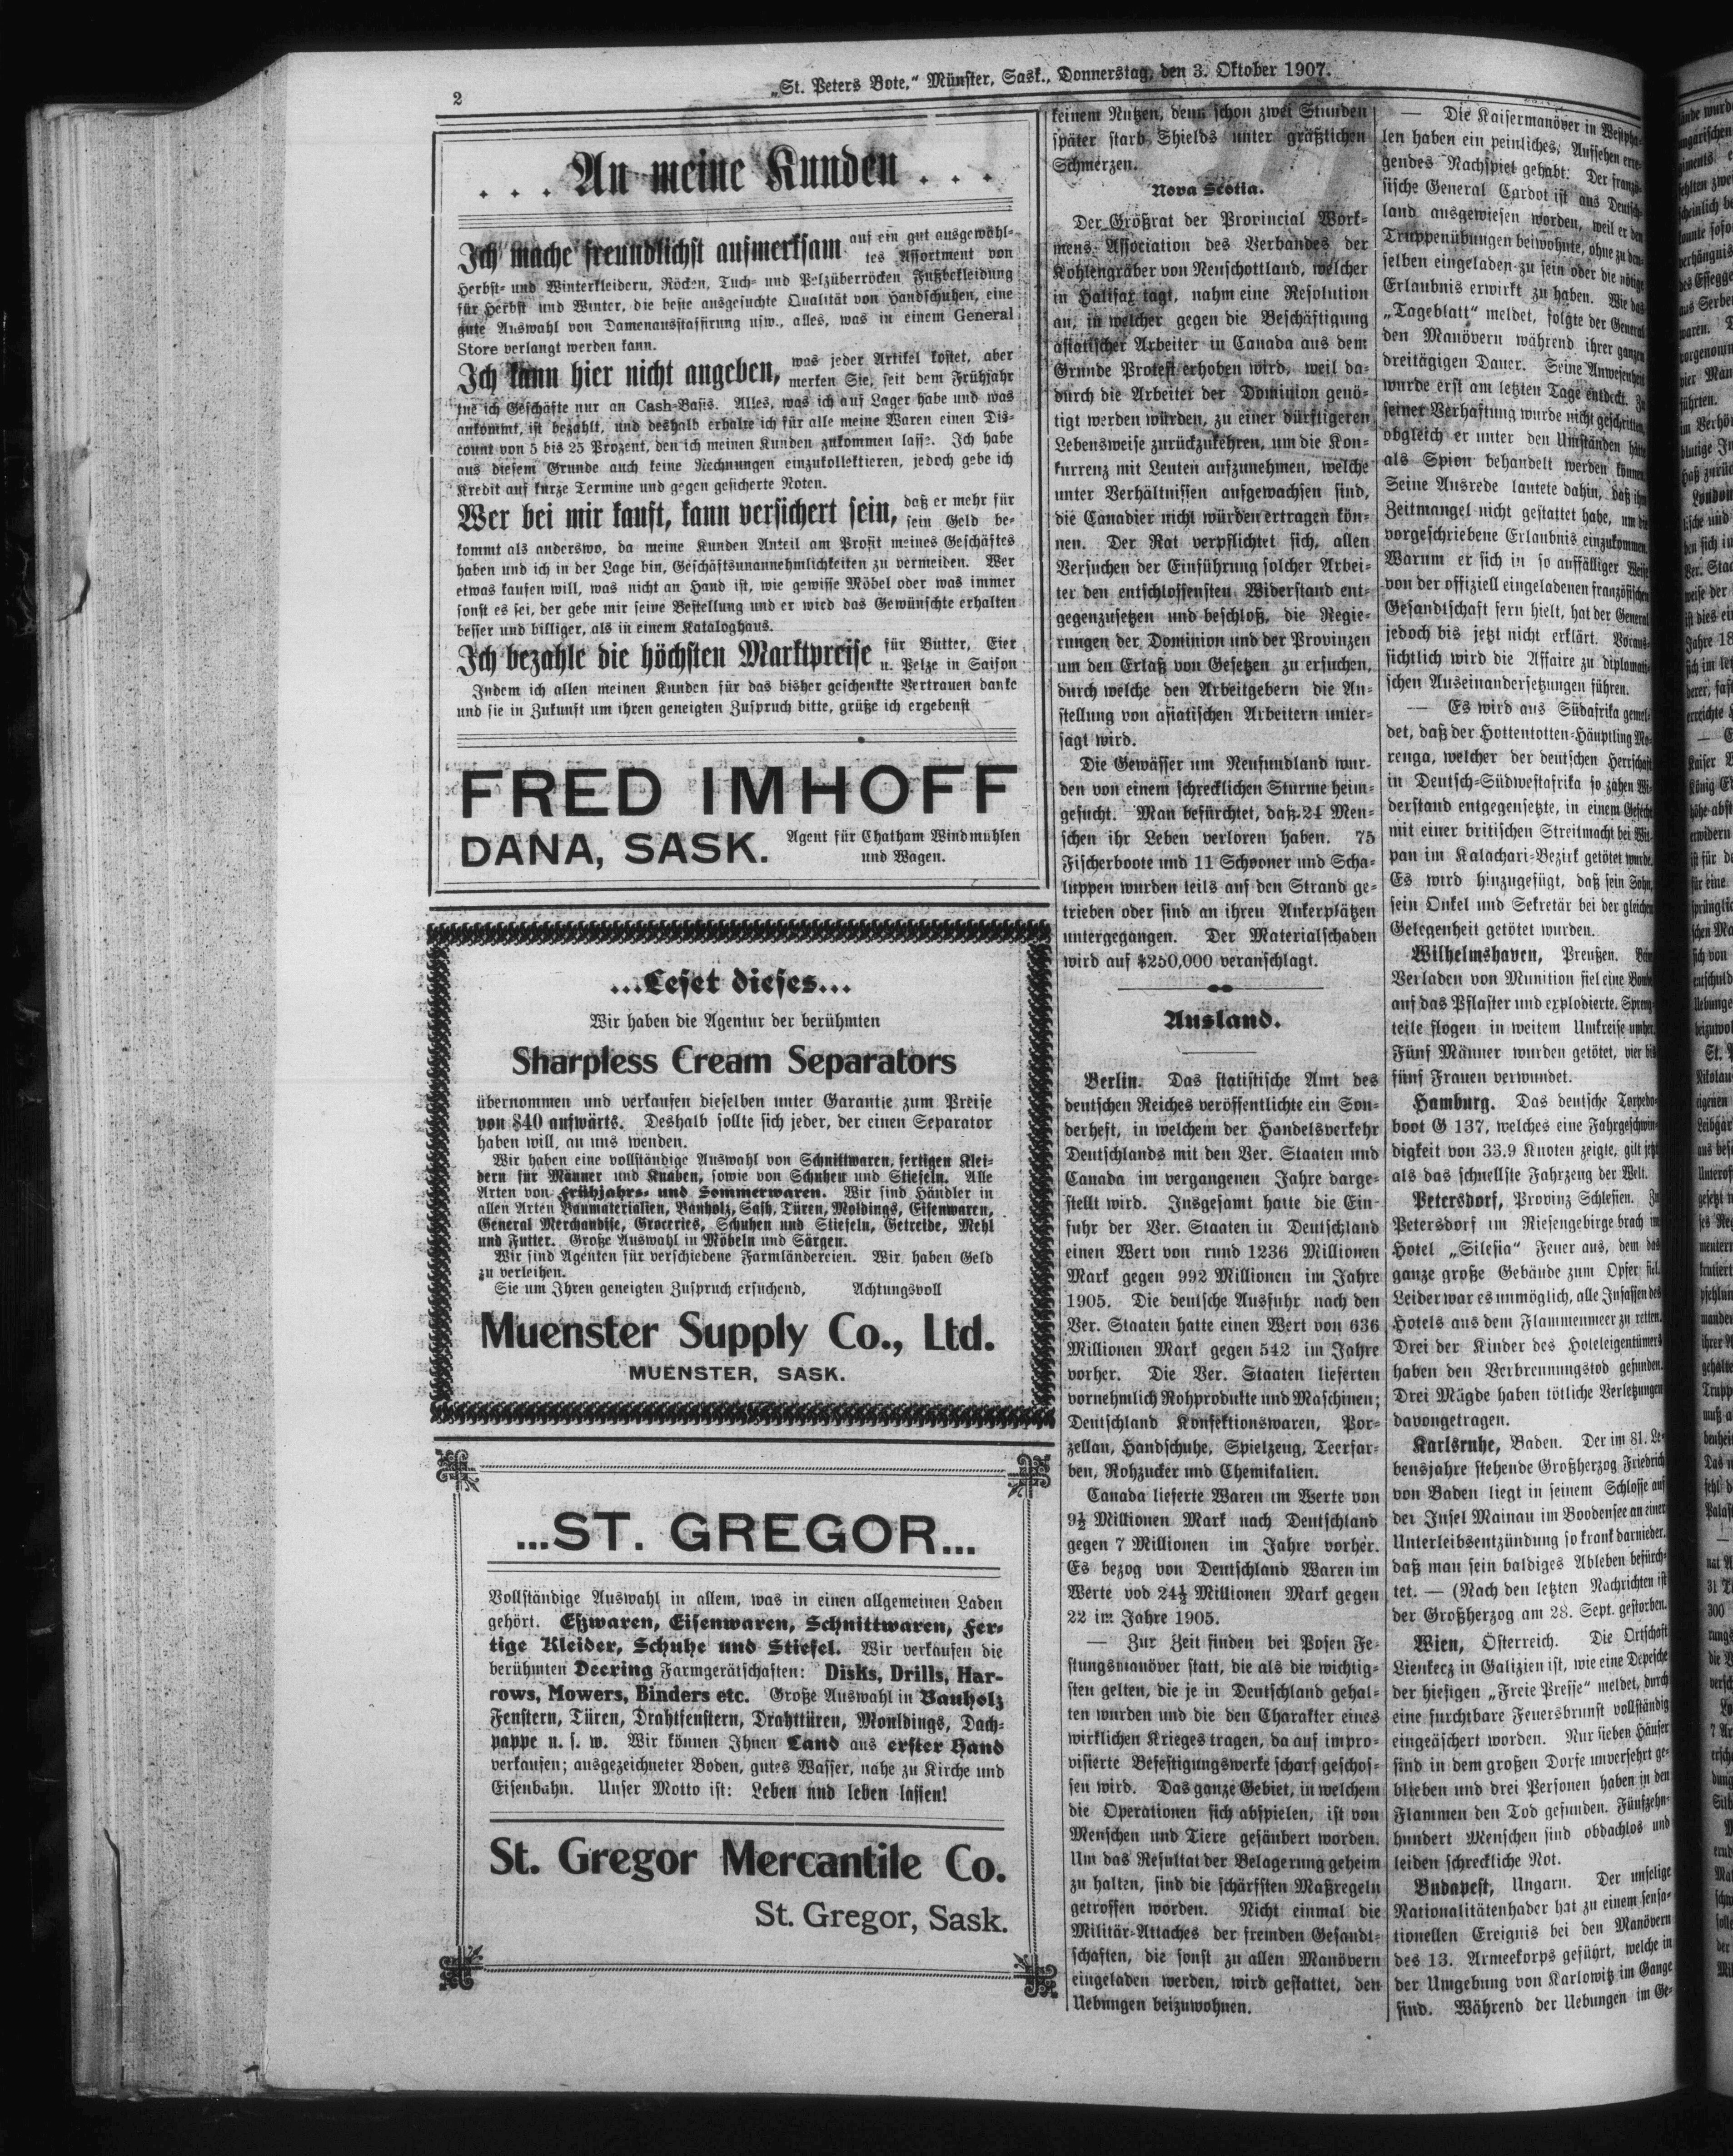 2
„St. Peters Bote,“ Münster, Sask., Donnerstag, den 3. Oktober 1907.
. . . An meine Kunden . . .
Ich mache freundlichst aufmerksam auf ein gut ausgewähl-
tes Assortment von
Herbst- und Winterkleidern, Röcken, Tuch- und Pelzüberröcken Fußbekleidung
für Herbst und Winter, die beste ausgesuchte Qualität von Handschuhen, eine
gute Auswahl von Damenausstaffirung usw., alles, was in einem General
Store verlangt werden kann.
Ich kann hier nicht angeben, was jeder Artikel kostet, aber
merken Sie, seit dem Frühjahr
tue ich Geschäfte nur an Cash-Basis. Alles, was ich auf Lager habe und was
ankommt, ist bezahlt, und deshalb erhalte ich für alle meine Waren einen Dis-
count von 5 bis 25 Prozent, den ich meinen Kunden zukommen lasse. Ich habe
aus diesem Grunde auch keine Rechnungen einzukollektieren, jedoch gebe ich
Kredit auf kurze Termine und gegen gesicherte Noten.
Wer bei mir kauft, kann versichert sein, daß er mehr für
sein Geld be-
kommt als anderswo, da meine Kunden Anteil am Profit meines Geschäftes
haben und ich in der Lage bin, Geschäftsunannehmlichkeiten zu vermeiden. Wer
etwas kaufen will, was nicht an Hand ist, wie gewisse Möbel oder was immer
sonst es sei, der gebe mir seine Bestellung und er wird das Gewünschte erhalten
besser und billiger, als in einem Kataloghaus.
Ich bezahle die höchsten Marktpreise für Butter, Eier
u. Pelze in Saison
Indem ich allen meinen Kunden für das bisher geschenkte Vertrauen danke
und sie in Zukunft um ihren geneigten Zuspruch bitte, grüße ich ergebenst
FRED IMHOFF
DANA, SASK. Agent für Chatham Windmühlen
und Wagen.
...Leset dieses...
Wir haben die Agentur der berühmten
Sharpless Cream Separators
übernommen und verkaufen dieselben unter Garantie zum Preise
von $40 aufwärts. Deshalb sollte sich jeder, der einen Separator
haben will, an uns wenden.
Wir haben eine vollständige Auswahl von Schnittwaren, fertigen Klei-
dern für Männer und Knaben, sowie von Schuhen und Stiefeln. Alle
Arten von Frühjahrs- und Sommerwaren. Wir sind Händler in
allen Arten Baumaterialien, Bauholz, Sash, Türen, Moldings, Eisenwaren,
General Merchandise, Groceries, Schuhen und Stiefeln, Getreide, Mehl
und Futter. Große Auswahl in Möbeln und Särgen.
Wir sind Agenten für verschiedene Farmländereien. Wir haben Geld
zu verleihen.
Sie um Ihren geneigten Zuspruch ersuchend, Achtungsvoll
Muenster Supply Co., Ltd.
MUENSTER, SASK.
...ST. GREGOR...
Vollständige Auswahl in allem, was in einen allgemeinen Laden
gehört. Eßwaren, Eisenwaren, Schnittwaren, Fer-
tige Kleider, Schuhe und Stiefel. Wir verkaufen die
berühmten Deering Farmgerätschaften: Disks, Drills, Har-
rows, Mowers, Binders etc. Große Auswahl in Bauholz
Fenstern, Türen, Drahtfenstern, Drahttüren, Mouldings, Dach-
pappe u. s. w. Wir können Ihnen Land aus erster Hand
verkaufen; ausgezeichneter Boden, gutes Wasser, nahe zu Kirche und
Eisenbahn. Unser Motto ist: Leben und leben lassen!
St. Gregor Mercantile Co.
St. Gregor, Sask.
keinem Nutzen, denn schon zwei Stunden
später starb Shields unter gräßlichen
Schmerzen.
Nova Scotia.
Der Großrat der Provincial Work-
mens Association des Verbandes der
Kohlengräber von Neuschottland, welcher
in Halifax tagt, nahm eine Resolution
an, in welcher gegen die Beschäftigung
asiatischer Arbeiter in Canada aus dem
Grunde Protest erhoben wird, weil da-
durch die Arbeiter der Dominion genö-
tigt werden würden, zu einer dürftigeren
Lebensweise zurückzukehren, um die Kon-
kurrenz mit Leuten aufzunehmen, welche
unter Verhältnissen aufgewachsen sind,
die Canadier nicht würden ertragen kön-
nen. Der Rat verpflichtet sich, allen
Versuchen der Einführung solcher Arbei-
ter den entschlossensten Widerstand ent-
gegenzusetzen und beschloß, die Regie-
rungen der Dominion und der Provinzen
um den Erlaß von Gesetzen zu ersuchen,
durch welche den Arbeitgebern die An-
stellung von asiatischen Arbeitern unter-
sagt wird.
Die Gewässer um Neufundland wur-
den von einem schrecklichen Sturme heim-
gesucht. Man befürchtet, daß 24 Men-
schen ihr Leben verloren haben. 75
Fischerboote und 11 Schooner und Scha-
luppen wurden teils auf den Strand ge-
trieben oder sind an ihren Ankerplätzen
untergegangen. Der Materialschaden
wird auf $250,000 veranschlagt.
Ausland.
Berlin. Das statistische Amt des
deutschen Reiches veröffentlichte ein Son-
derheft, in welchem der Handelsverkehr
Deutschlands mit den Ver. Staaten und
Canada im vergangenen Jahre darge-
stellt wird. Insgesamt hatte die Ein-
fuhr der Ver. Staaten in Deutschland
einen Wert von rund 1236 Millionen
Mark gegen 992 Millionen im Jahre
1905. Die deutsche Ausfuhr nach den
Ver. Staaten hatte einen Wert von 636
Millionen Mark gegen 542 im Jahre
vorher. Die Ver. Staaten lieferten
vornehmlich Rohprodukte und Maschinen;
Deutschland Konfektionswaren, Por-
zellan, Handschuhe, Spielzeug, Teerfar-
ben, Rohzucker und Chemikalien.
Canada lieferte Waren im Werte von
9½ Millionen Mark nach Deutschland
gegen 7 Millionen im Jahre vorher.
Es bezog von Deutschland Waren im
Werte vod 24½ Millionen Mark gegen
22 im Jahre 1905.
— Zur Zeit finden bei Posen Fe-
stungsmanöver statt, die als die wichtig-
sten gelten, die je in Deutschland gehal-
ten wurden und die den Charakter eines
wirklichen Krieges tragen, da auf impro-
visierte Befestigungswerke scharf geschos-
sen wird. Das ganze Gebiet, in welchem
die Operationen sich abspielen, ist von
Menschen und Tiere gesäubert worden.
Um das Resultat der Belagerung geheim
zu halten, sind die schärfsten Maßregeln
getroffen worden. Nicht einmal die
Militär-Attaches der fremden Gesandt-
schaften, die sonst zu allen Manövern
eingeladen werden, wird gestattet, den
Uebungen beizuwohnen.
— Die Kaisermanöver in Westpha-
len haben ein peinliches, Aufsehen erre-
gendes Nachspiel gehabt: Der franzö-
sische General Cardot ist aus Deutsch-
land ausgewiesen worden, weil er den
Truppenübungen beiwohnte, ohne zu den-
selben eingeladen zu sein oder die nötige
Erlaubnis erwirkt zu haben. Wie das
„Tageblatt“ meldet, folgte der General
den Manövern während ihrer ganzen
dreitägigen Dauer. Seine Anwesenheit
wurde erst am letzten Tage entdeckt. Zu
seiner Verhaftung wurde nicht geschritten,
obgleich er unter den Umständen hätte
als Spion behandelt werden können.
Seine Ausrede lautete dahin, daß ihm
Zeitmangel nicht gestattet habe, um die
vorgeschriebene Erlaubnis einzukommen.
Warum er sich in so auffälliger Weise
von der offiziell eingeladenen französischen
Gesandtschaft fern hielt, hat der General
jedoch bis jetzt nicht erklärt. Voraus-
sichtlich wird die Affaire zu diplomati-
schen Auseinandersetzungen führen.
— Es wird aus Südafrika gemel-
det, daß der Hottentotten-Häuptling Mo-
renga, welcher der deutschen Herrschaft
in Deutsch-Südwestafrika so zähen Wi-
derstand entgegensetzte, in einem Gefecht
mit einer britischen Streitmacht bei Wit-
pan im Kalachari-Bezirk getötet wurde.
Es wird hinzugefügt, daß sein Sohn,
sein Onkel und Sekretär bei der gleichen
Gelegenheit getötet wurden.
Wilhelmshaven, Preußen. Beim
Verladen von Munition fiel eine Bombe
auf das Pflaster und explodierte. Spreng-
teile flogen in weitem Umkreise umher.
Fünf Männer wurden getötet, vier bis
fünf Frauen verwundet.
Hamburg. Das deutsche Torpedo-
boot G 137, welches eine Fahrgeschwin-
digkeit von 33.9 Knoten zeigte, gilt jetzt
als das schnellste Fahrzeug der Welt.
Petersdorf, Provinz Schlesien. Zu
Petersdorf im Riesengebirge brach im
Hotel „Silesia“ Feuer aus, dem das
ganze große Gebäude zum Opfer fiel.
Leider war es unmöglich, alle Insassen des
Hotels aus dem Flammenmeer zu retten.
Drei der Kinder des Hoteleigentümers
haben den Verbrennungstod gefunden.
Drei Mägde haben tötliche Verletzungen
davongetragen.
Karlsruhe, Baden. Der im 81. Le-
bensjahre stehende Großherzog Friedrich
von Baden liegt in seinem Schlosse auf
der Insel Mainau im Boodensee an einer
Unterleibsentzündung so krank darnieder,
daß man sein baldiges Ableben befürch-
tet. — (Nach den letzten Nachrichten ist
der Großherzog am 28. Sept. gestorben.
Wien, Österreich. Die Ortschaft
Lienkecz in Galizien ist, wie eine Depesche
der hiesigen „Freie Presse“ meldet, durch
eine furchtbare Feuersbrunst vollständig
eingeäschert worden. Nur sieben Häuser
sind in dem großen Dorfe unversehrt ge-
blieben und drei Personen haben in den
Flammen den Tod gefunden. Fünfzehn-
hundert Menschen sind obdachlos und
leiden schreckliche Not.
Budapest, Ungarn. Der unselige
Nationalitätenhader hat zu einem sensa-
tionellen Ereignis bei den Manövern
des 13. Armeekorps geführt, welche in
der Umgebung von Karlowitz im Gange
sind. Während der Uebungen im Ge-